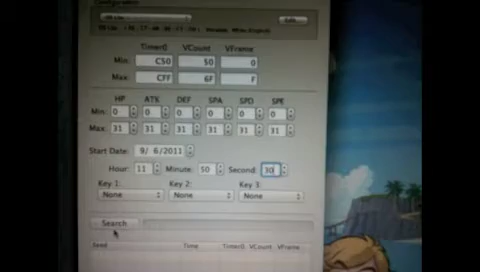 Configuration
Edit...
Timer0 VCount VFrame
Min: C50 50 0
Max: CFF 6F F
HP ATK DEF SPA SPD SPE
Min: 0 0 0 0 0 0
Max: 31 31 31 31 31 31
Start Date: 9/ 6/2011
Hour: 11 Minute: 50 Second: 30
Key 1: Key 2: Key 3:
None None None
Search
Seed Time Timer0 VCount VFrame